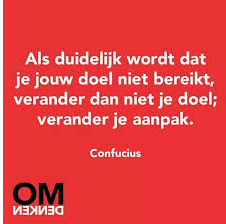 Als duidelijk wordt dat
je jouw doel niet bereikt,
verander dan niet je doel;
verander je aanpak.
Confucius
OM
DENKEN